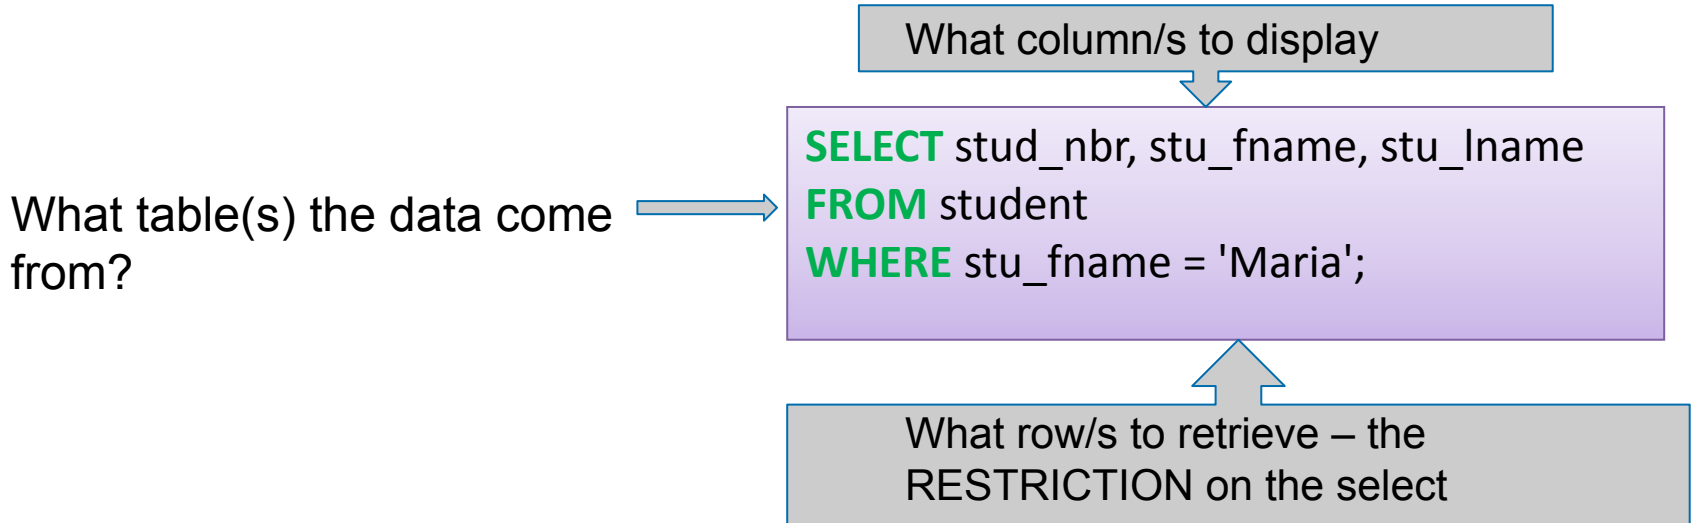 What column/s to display
SELECT stud_nbr, stu_fname, stu_lname
FROM student
WHERE stu_fname = 'Maria';
What table(s) the data come
from?
What row/s to retrieve – the
RESTRICTION on the select